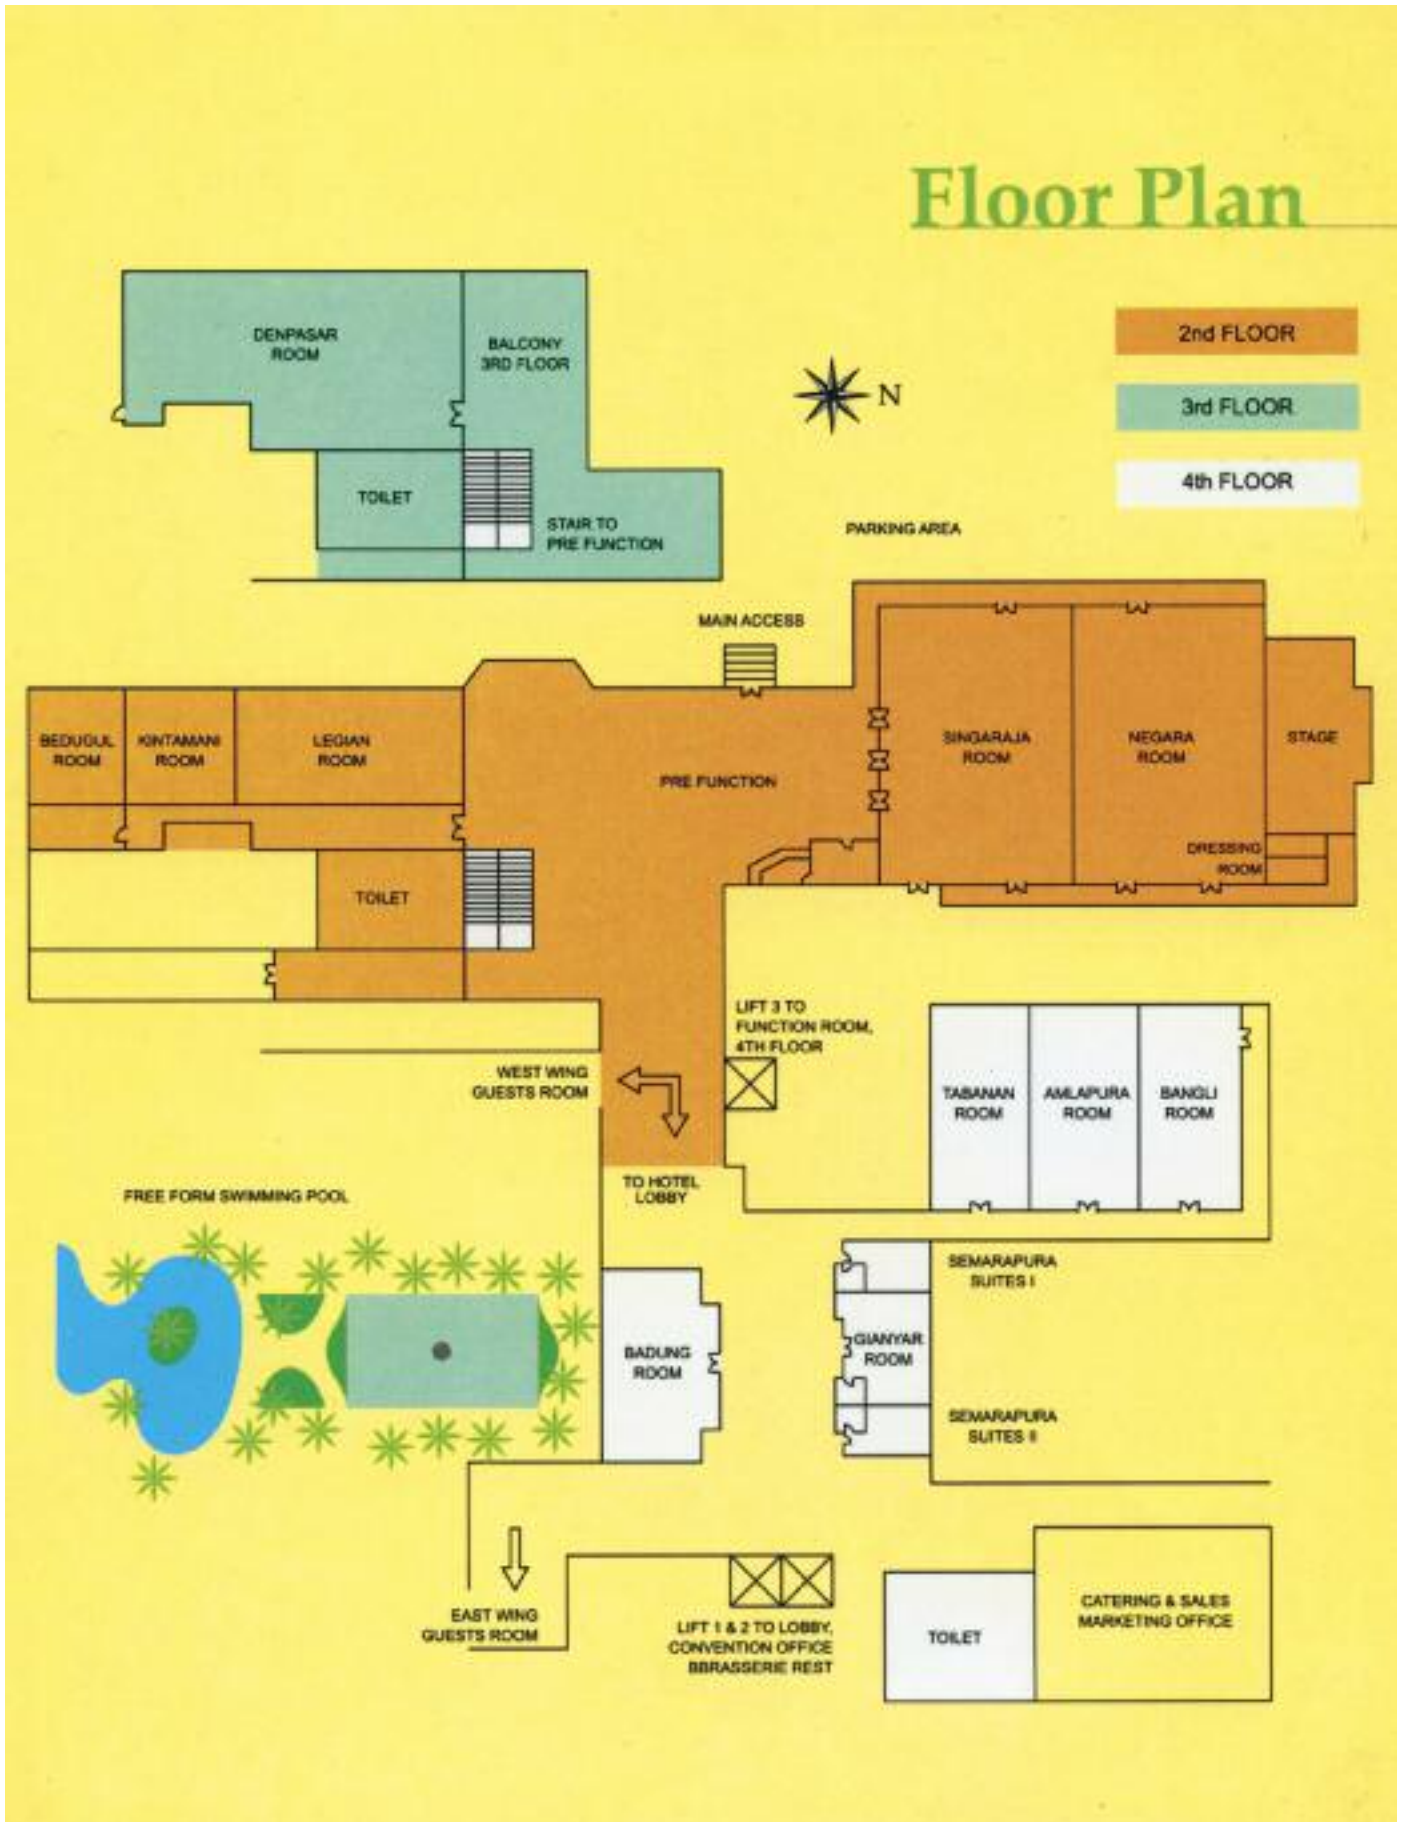 Floor Plan
2nd FLOOR
3rd FLOOR
4th FLOOR
N
DENPASAR
ROOM
BALCONY
3RD FLOOR
TOILET
STAIR TO
PRE FUNCTION
PARKING AREA
MAIN ACCESS
BEDUGUL
ROOM
KINTAMANI
ROOM
LEGIAN
ROOM
PRE FUNCTION
SINGARAJA
ROOM
NEGARA
ROOM
STAGE
DRESSING
ROOM
TOILET
LIFT 3 TO
FUNCTION ROOM,
4TH FLOOR
WEST WING
GUESTS ROOM
TABANAN
ROOM
AMLAPURA
ROOM
BANGLI
ROOM
TO HOTEL
LOBBY
FREE FORM SWIMMING POOL
SEMARAPURA
SUITES I
BADUNG
ROOM
GIANYAR
ROOM
SEMARAPURA
SUITES II
EAST WING
GUESTS ROOM
LIFT 1 & 2 TO LOBBY,
CONVENTION OFFICE
BBRASSERIE REST
TOILET
CATERING & SALES
MARKETING OFFICE